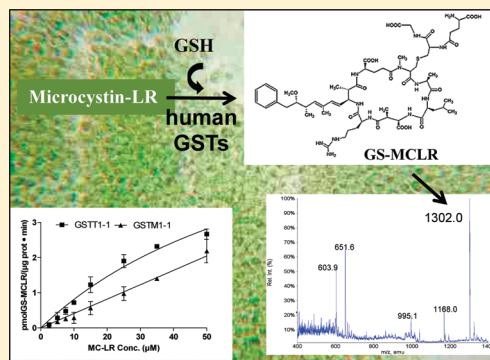 GSH
Microcystin-LR
human
GSTs
GS-MCLR
1302.0
GSTT1-1
GSTM1-1
pmolGS-MCLR/(µg prot • min)
3
2
1
0
0 10 20 30 40 50
MC-LR Conc. (µM)
Rel. Int. (%)
100%
90%
80%
70%
60%
50%
40%
30%
20%
10%
651.6
603.9
995.1
1168.0
400 600 800 1000 1200
m/z, amu